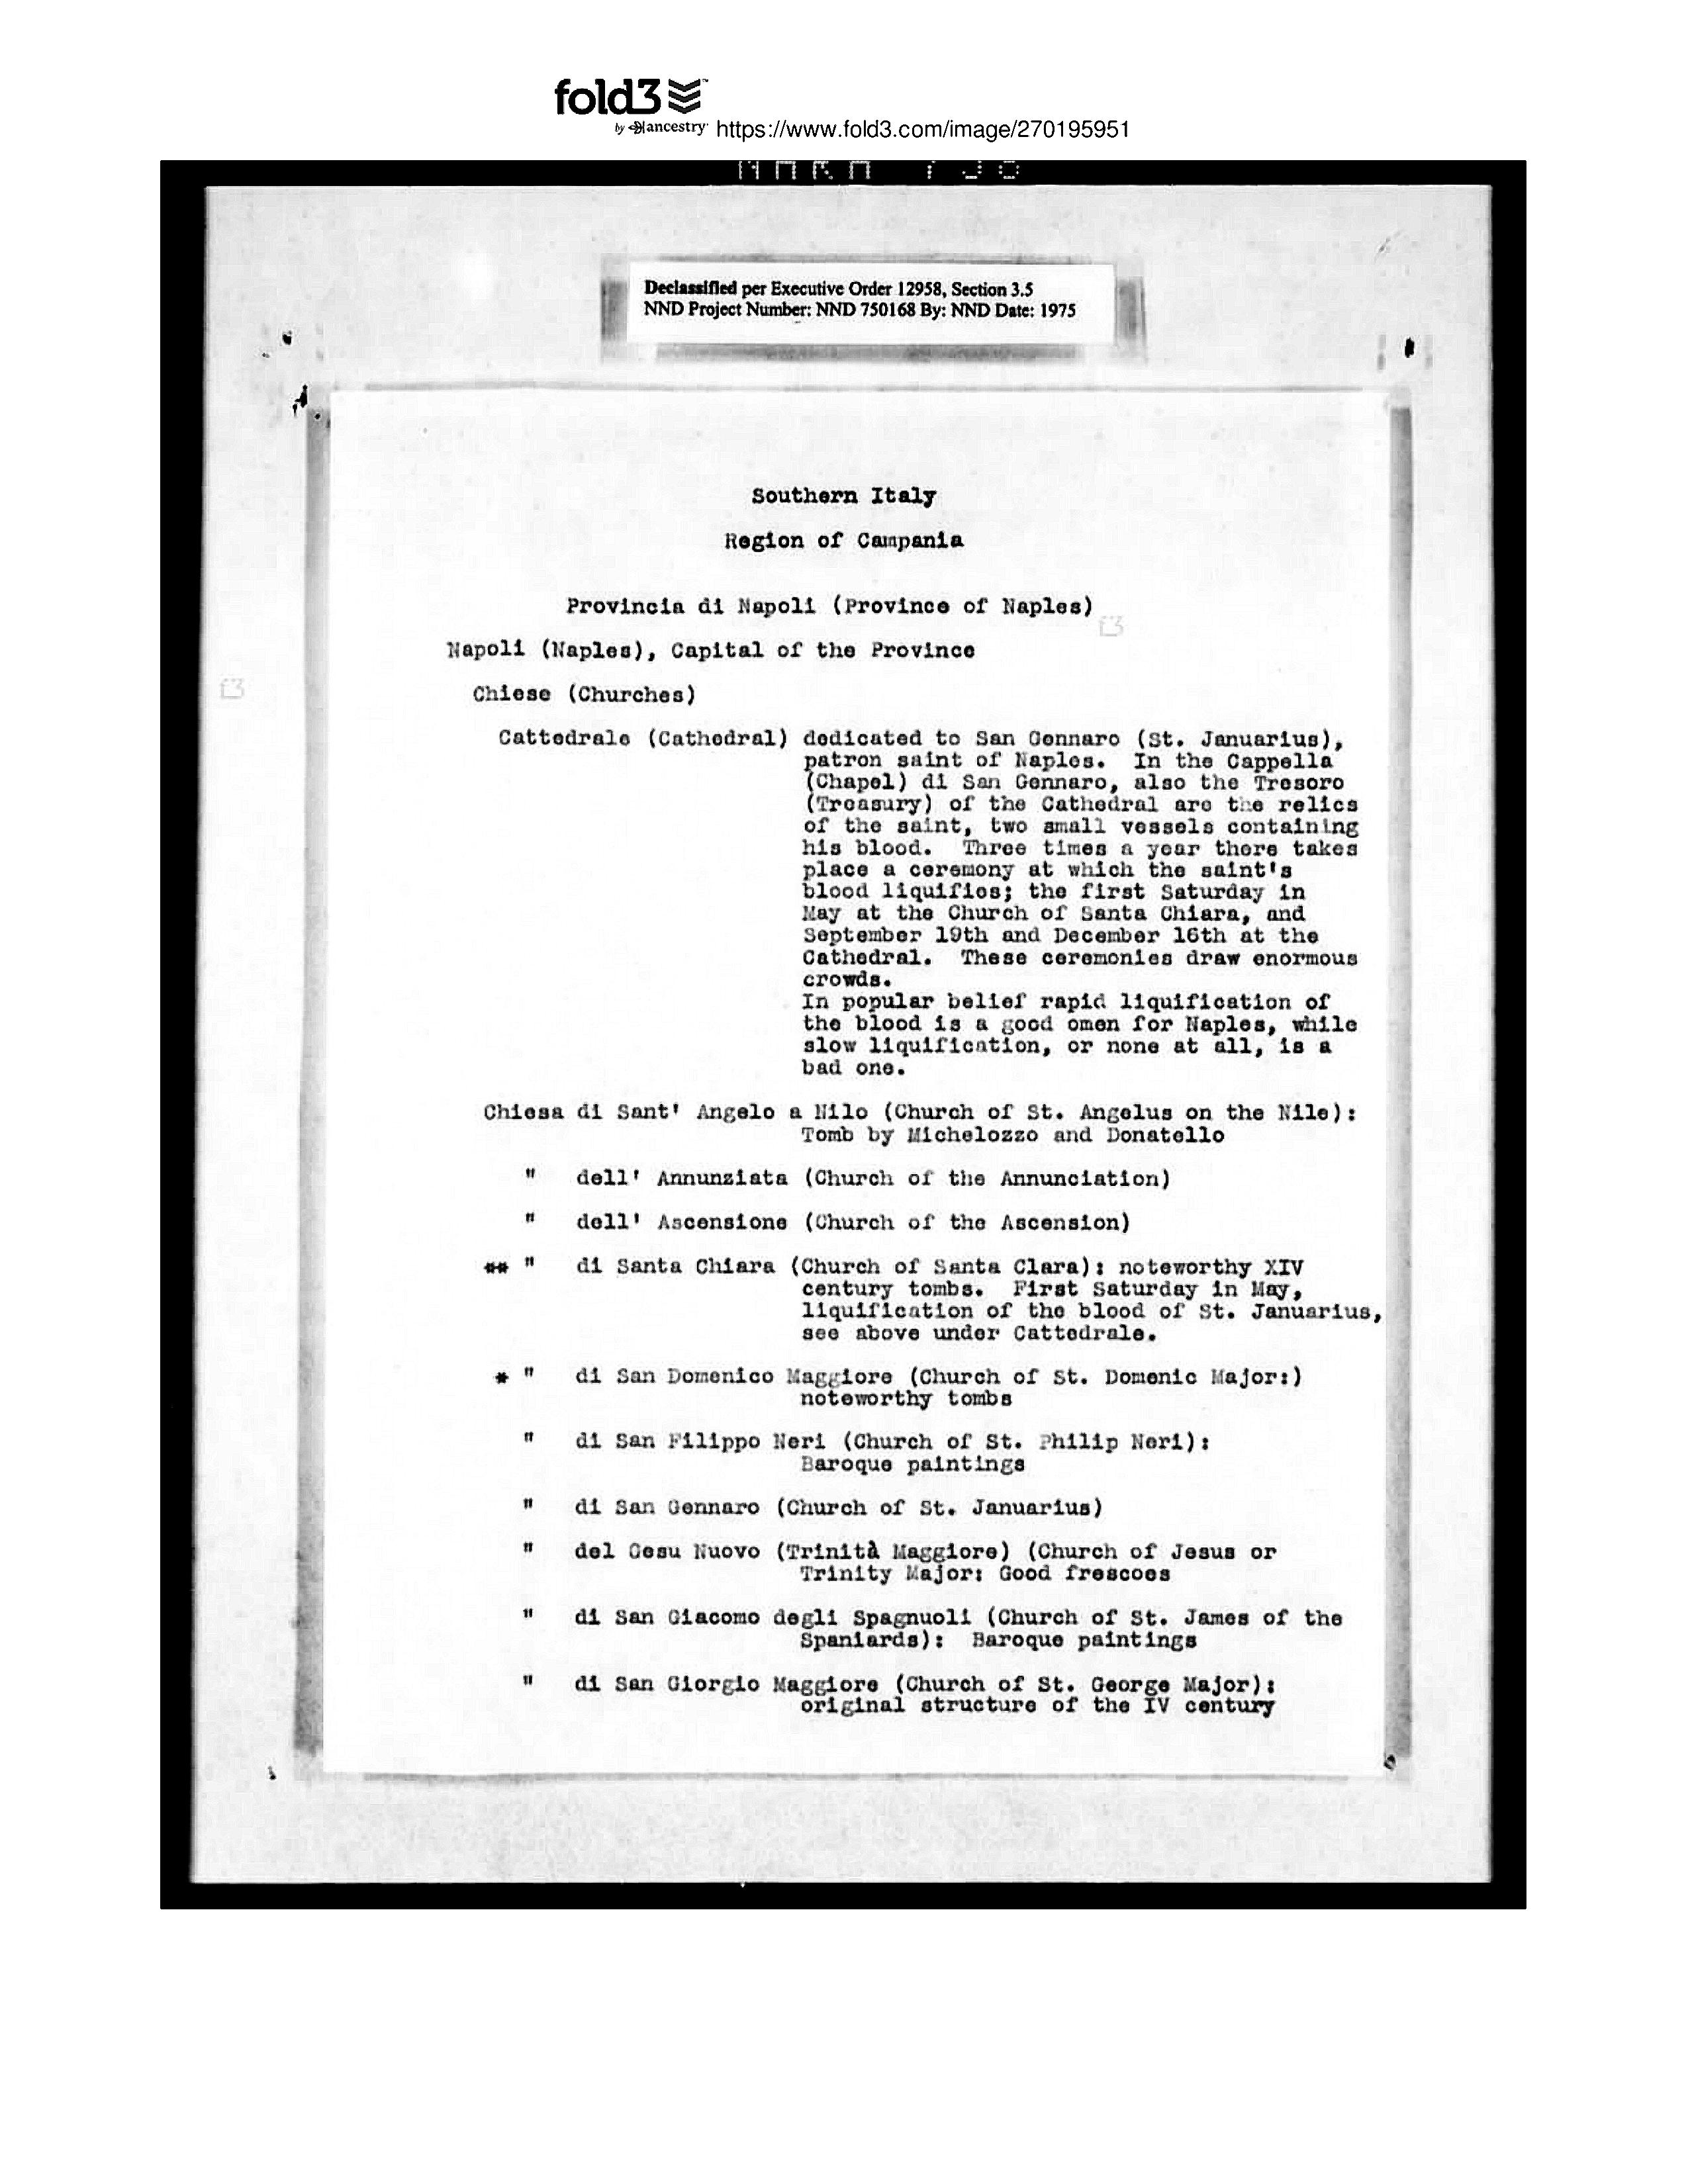 fold3
by ancestry https://www.fold3.com/image/270195951
Declassified per Executive Order 12958, Section 3.5
NND Project Number: NND 750168 By: NND Date: 1975
Southern Italy
Region of Campania
Provincia di Napoli (Province of Naples)
f3
Napoli (Naples), Capital of the Province
f3
Chiese (Churches)
Cattedrale (Cathedral) dedicated to San Gennaro (St. Januarius),
patron saint of Naples. In the Cappella
(Chapel) di San Gennaro, also the Tresoro
(Treasury) of the Cathedral are the relics
of the saint, two small vessels containing
his blood. Three times a year there takes
place a ceremony at which the saint's
blood liquifies; the first Saturday in
May at the Church of Santa Chiara, and
September 19th and December 16th at the
Cathedral. These ceremonies draw enormous
crowds.
In popular belief rapid liquification of
the blood is a good omen for Naples, while
slow liquification, or none at all, is a
bad one.
Chiesa di Sant' Angelo a Nilo (Church of St. Angelus on the Nile):
Tomb by Michelozzo and Donatello
" dell' Annunziata (Church of the Annunciation)
" dell' Ascensione (Church of the Ascension)
** " di Santa Chiara (Church of Santa Clara): noteworthy XIV
century tombs. First Saturday in May,
liquification of the blood of St. Januarius,
see above under Cattedrale.
* " di San Domenico Maggiore (Church of St. Domenic Major:)
noteworthy tombs
" di San Filippo Neri (Church of St. Philip Neri):
Baroque paintings
" di San Gennaro (Church of St. Januarius)
" del Gesu Nuovo (Trinità Maggiore) (Church of Jesus or
Trinity Major: Good frescoes
" di San Giacomo degli Spagnuoli (Church of St. James of the
Spaniards): Baroque paintings
" di San Giorgio Maggiore (Church of St. George Major):
original structure of the IV century